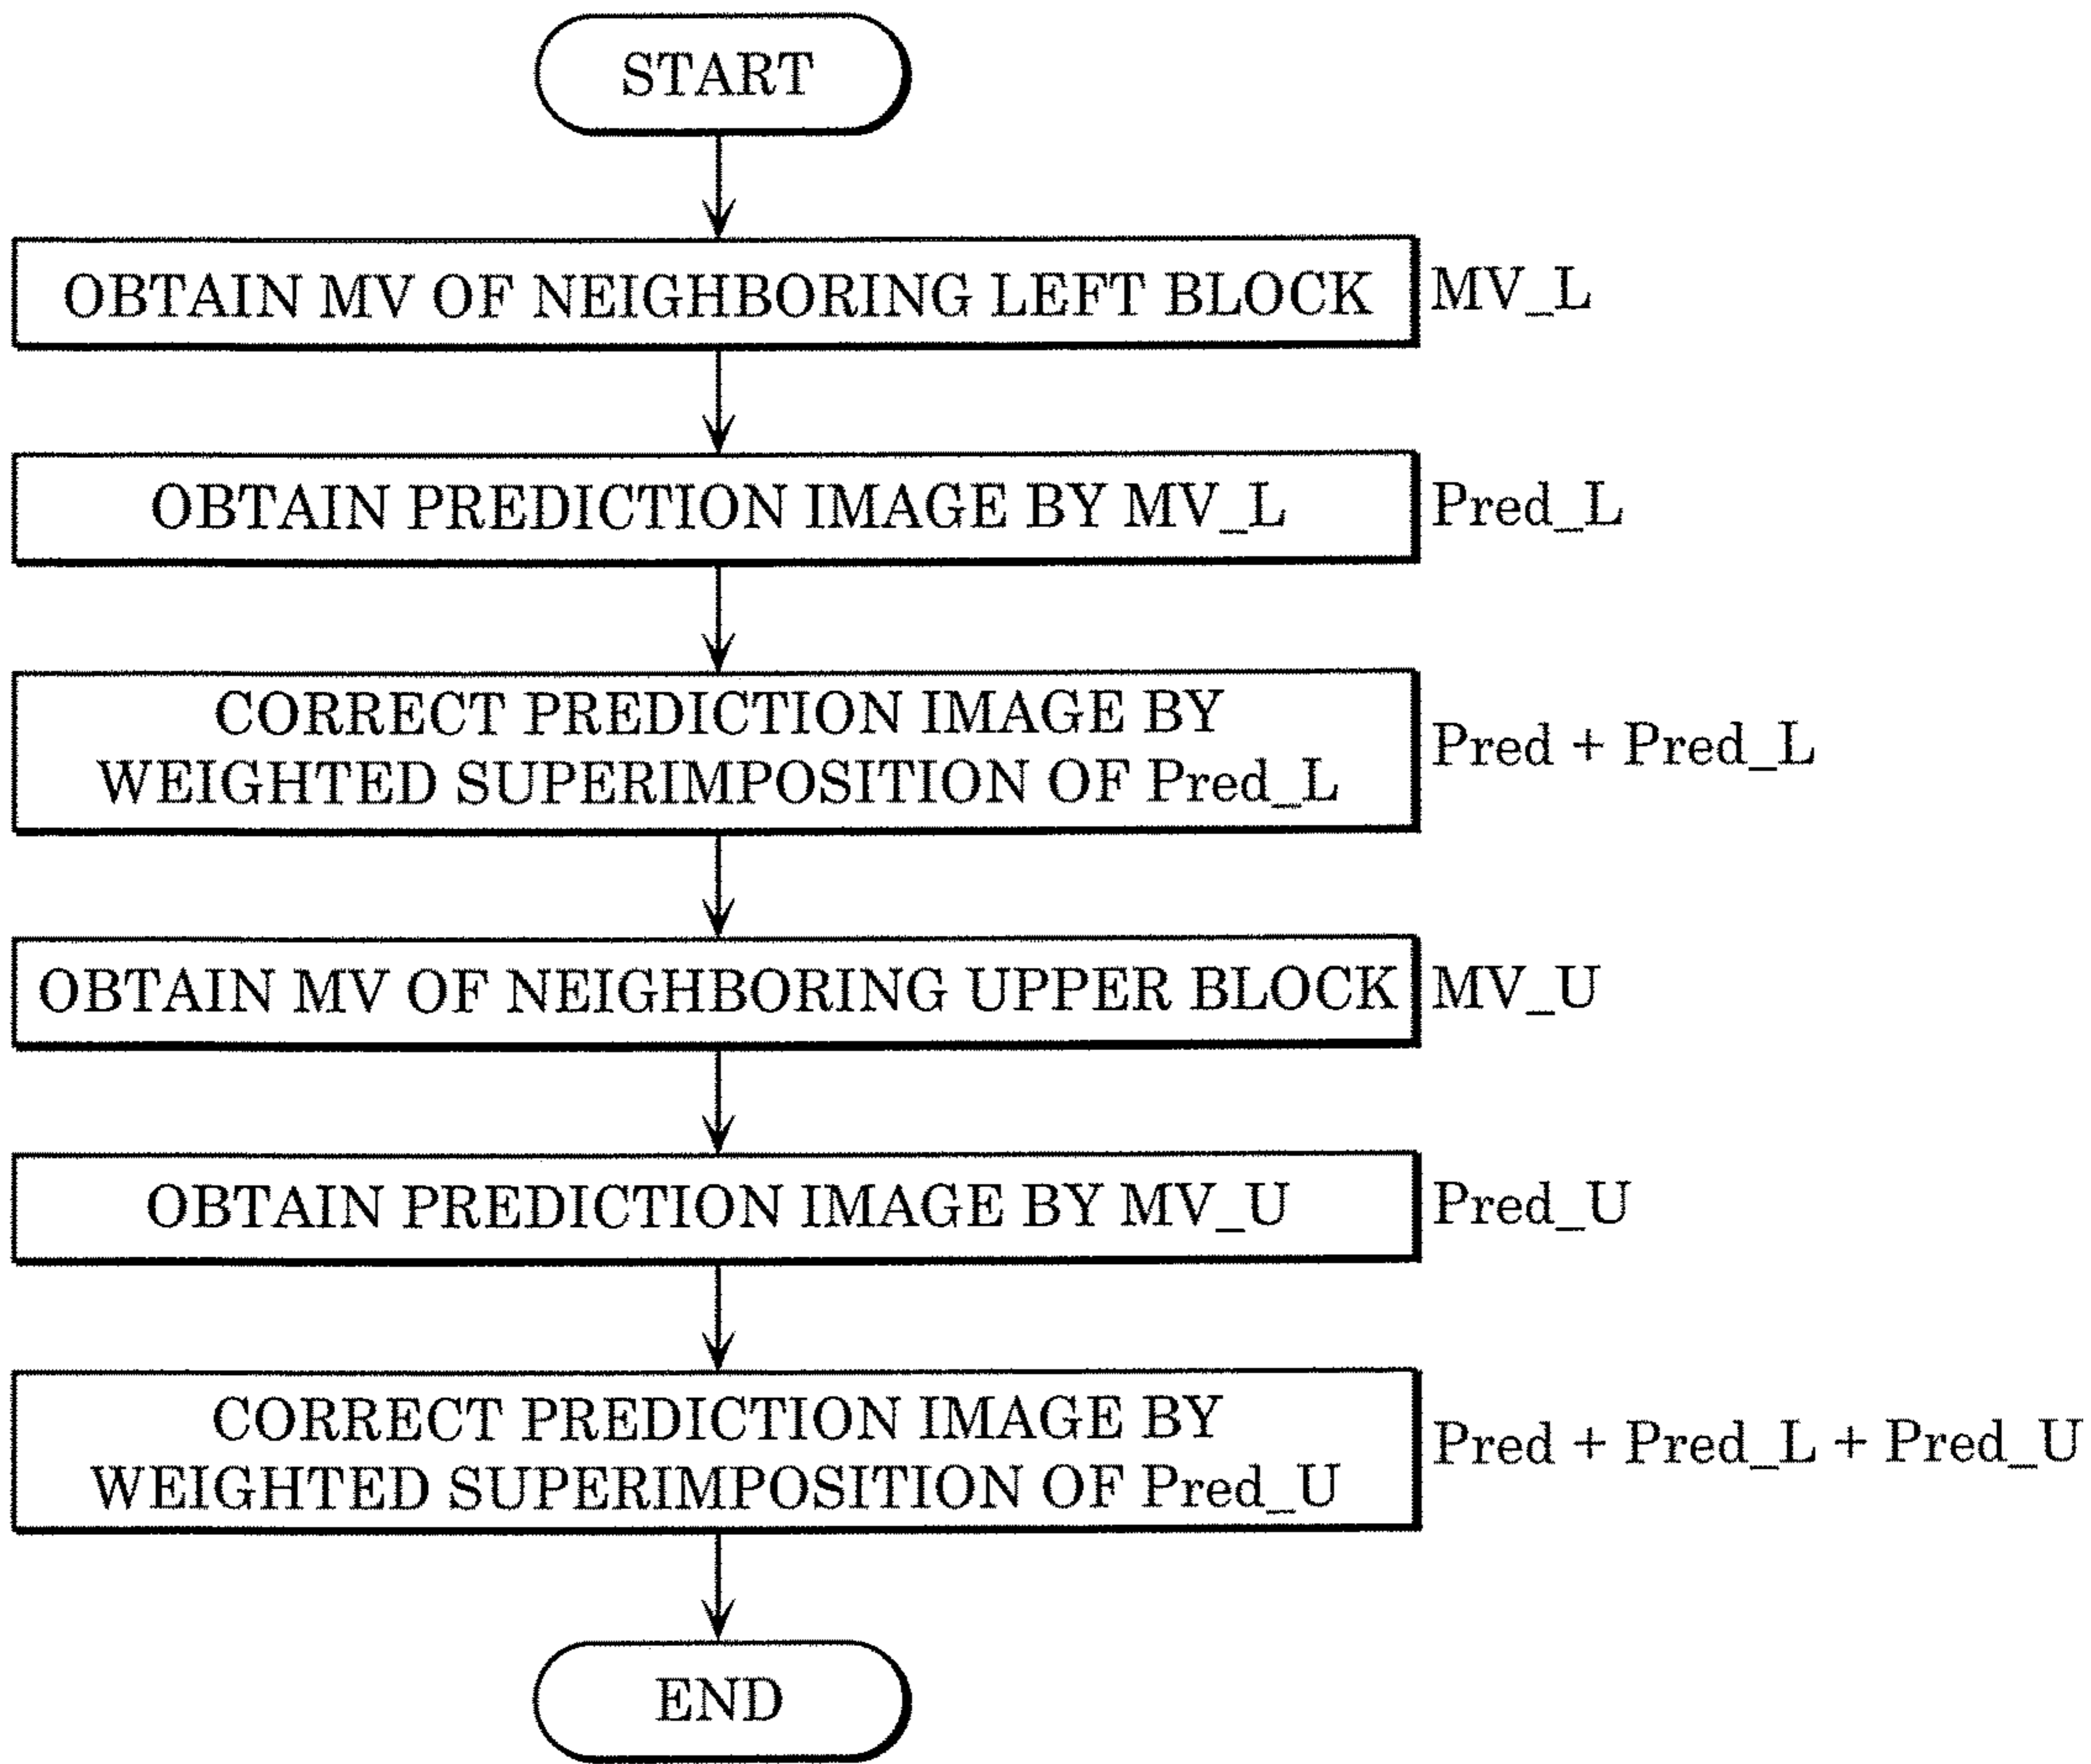 START
OBTAIN MV OF NEIGHBORING LEFT BLOCK
MV_L
OBTAIN PREDICTION IMAGE BY MV_L
Pred_L
CORRECT PREDICTION IMAGE BY
WEIGHTED SUPERIMPOSITION OF Pred_L
Pred + Pred_L
OBTAIN MV OF NEIGHBORING UPPER BLOCK
MV_U
OBTAIN PREDICTION IMAGE BY MV_U
Pred_U
CORRECT PREDICTION IMAGE BY
WEIGHTED SUPERIMPOSITION OF Pred_U
Pred + Pred_L + Pred_U
END